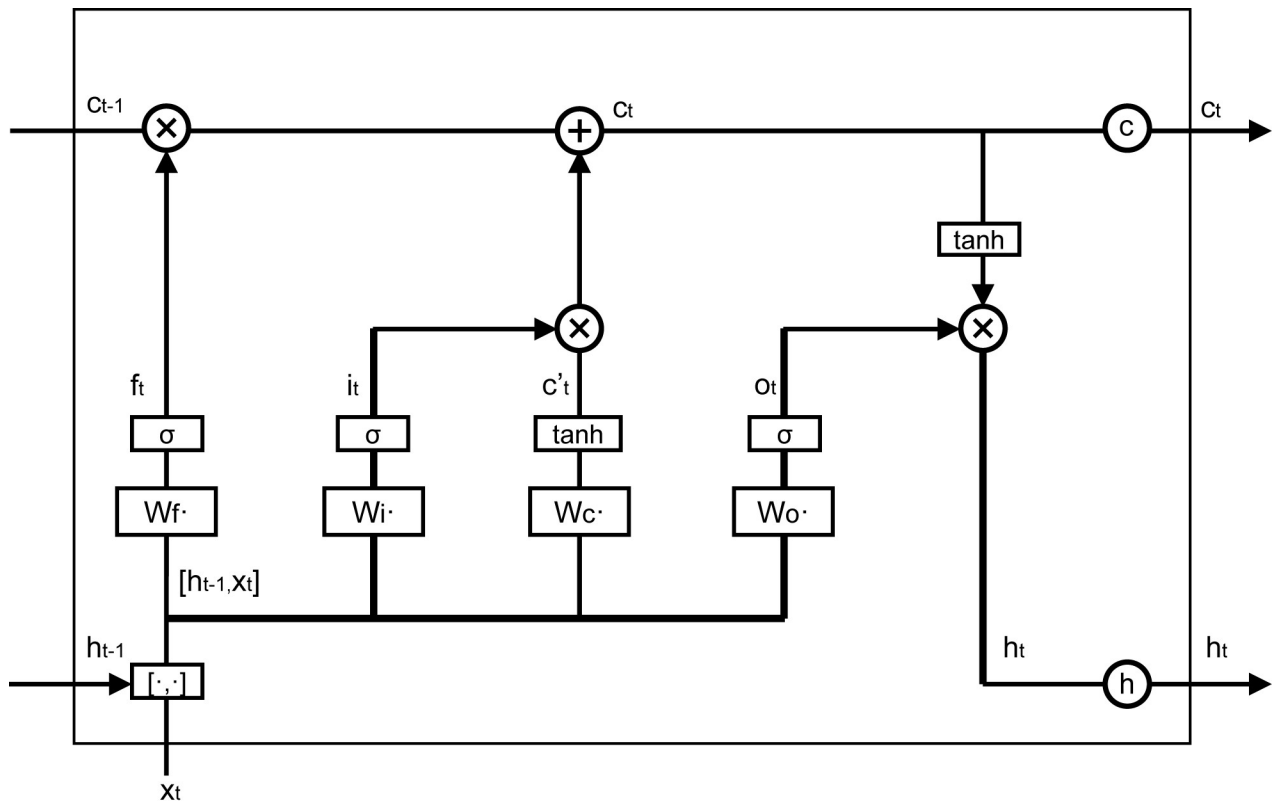 ct-1
×
+
ct
c
ct
tanh
×
×
ft
it
c’t
ot
σ
σ
tanh
σ
Wf·
Wi·
Wc·
Wo·
[ht-1,xt]
ht-1
[·,·]
ht
h
ht
xt